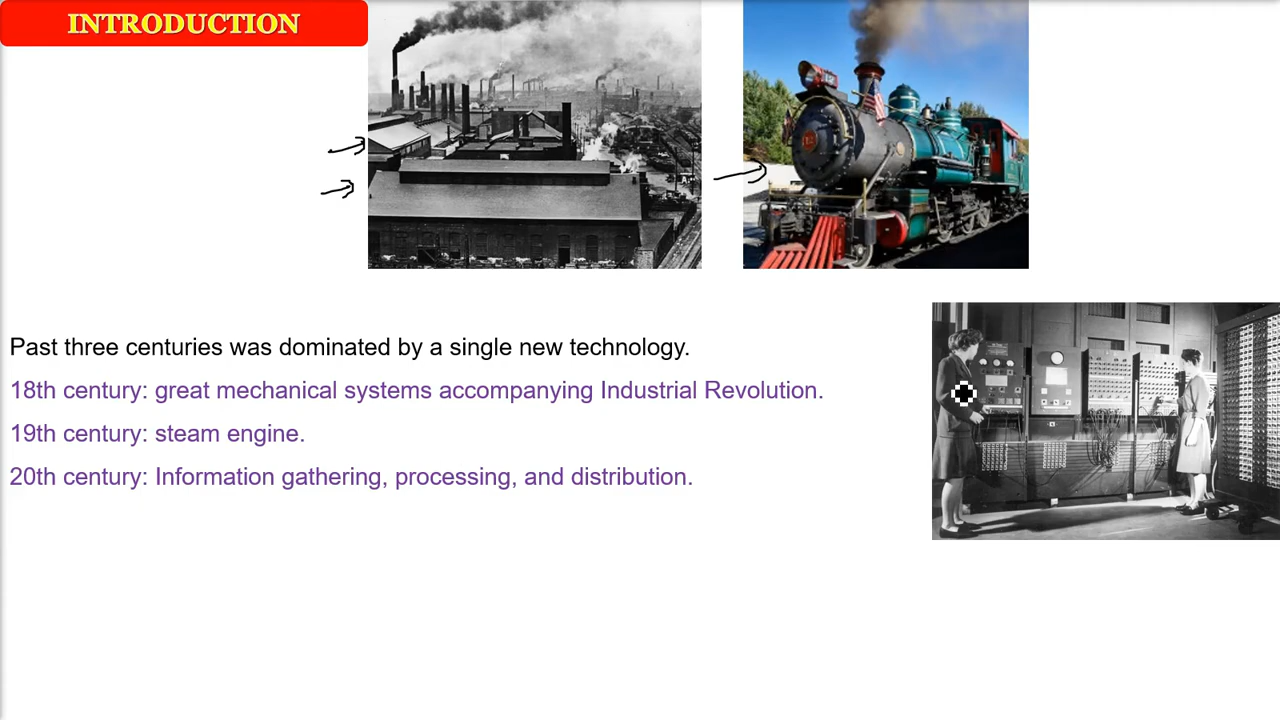 INTRODUCTION
Past three centuries was dominated by a single new technology.
18th century: great mechanical systems accompanying Industrial Revolution.
19th century: steam engine.
20th century: Information gathering, processing, and distribution.